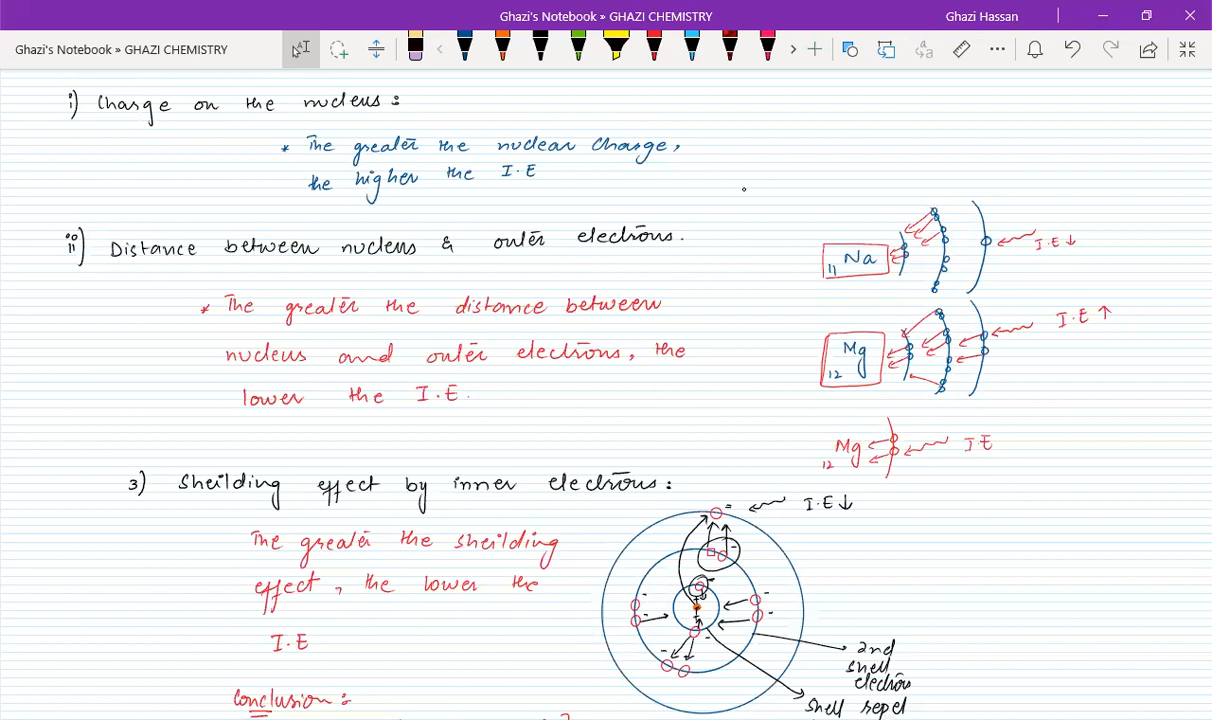 Ghazi's Notebook » GHAZI CHEMISTRY
Ghazi Hassan
Ghazi's Notebook » GHAZI CHEMISTRY
i) Charge on the nucleus:
* The greater the nuclear charge,
the higher the I.E
ii) Distance between nucleus & outer electrons.
* The greater the distance between
nucleus and outer electrons, the
lower the I.E.
11 Na
I.E↓
Mg
12
I.E ↑
12 Mg
I.E
3) Sheilding effect by inner electrons:
The greater the sheilding
effect, the lower the
I.E
I.E↓
2nd
shell
electrons
shell repel
Conclusion: